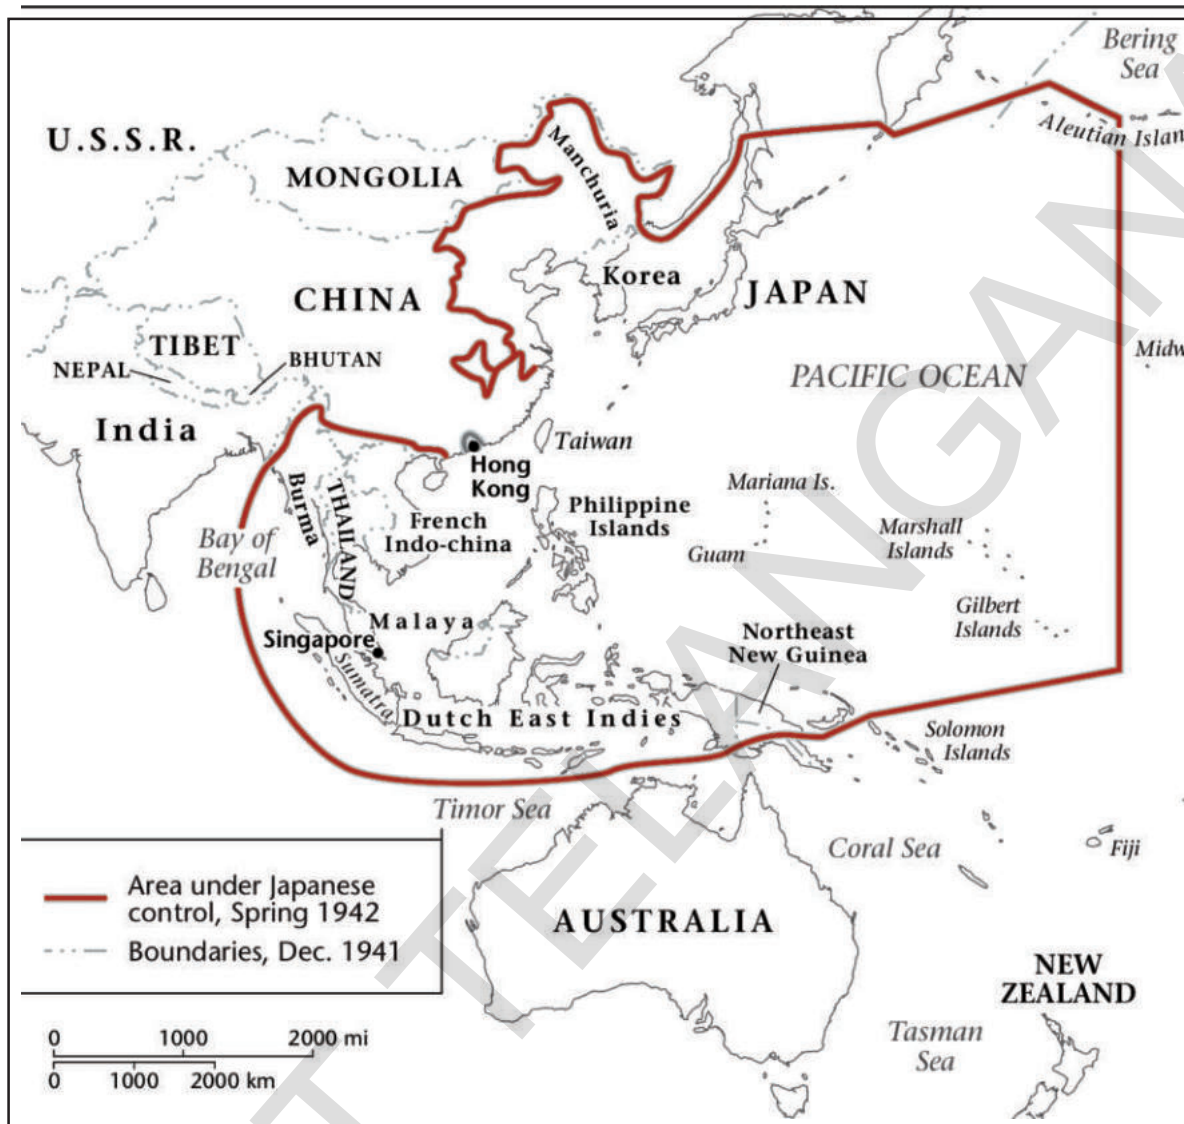 Bering
Sea
U.S.S.R.
Aleutian Islan
MONGOLIA
Manchuria
Korea
CHINA
JAPAN
TIBET
BHUTAN
NEPAL
Midw
PACIFIC OCEAN
India
Taiwan
Hong
Kong
Burma
THAILAND
Mariana Is.
Philippine
Islands
French
Indo-china
Marshall
Islands
Guam
Bay of
Bengal
Gilbert
Islands
Malaya
Singapore
Northeast
New Guinea
Sumatra
Dutch East Indies
Solomon
Islands
Timor Sea
Coral Sea
Fiji
Area under Japanese
control, Spring 1942
Boundaries, Dec. 1941
AUSTRALIA
NEW
ZEALAND
Tasman
Sea
0 1000 2000 mi
0 1000 2000 km
T TELANGANA